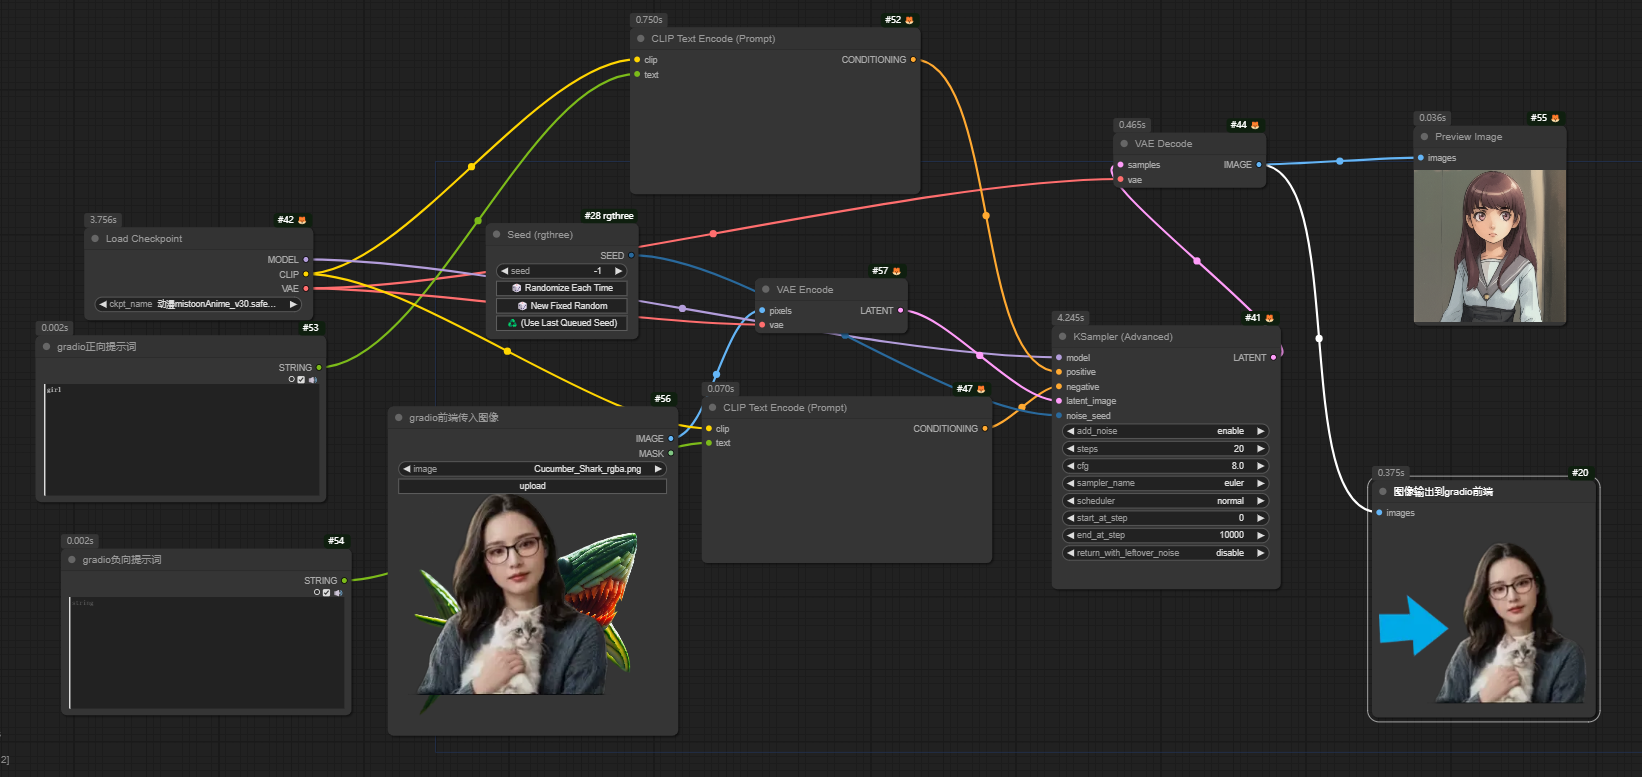 0.750s
#52
CLIP Text Encode (Prompt)
clip
CONDITIONING
text
0.465s
#44
VAE Decode
samples
IMAGE
vae
0.036s
#55
Preview Image
images
3.756s
#42
Load Checkpoint
MODEL
CLIP
VAE
ckpt_name
动漫mistoonAnime_v30.safe...
#28 rgthree
Seed (rgthree)
SEED
seed
-1
Randomize Each Time
New Fixed Random
(Use Last Queued Seed)
#57
VAE Encode
pixels
LATENT
vae
0.002s
#53
gradio正向提示词
STRING
girl
4.245s
#41
KSampler (Advanced)
model
LATENT
positive
negative
latent_image
noise_seed
add_noise
enable
steps
20
cfg
8.0
sampler_name
euler
scheduler
normal
start_at_step
0
end_at_step
10000
return_with_leftover_noise
disable
#56
gradio前端传入图像
IMAGE
MASK
image
Cucumber_Shark_rgba.png
upload
0.070s
#47
CLIP Text Encode (Prompt)
clip
CONDITIONING
text
0.002s
#54
gradio负向提示词
STRING
string
0.375s
#20
图像输出到gradio前端
images
2]